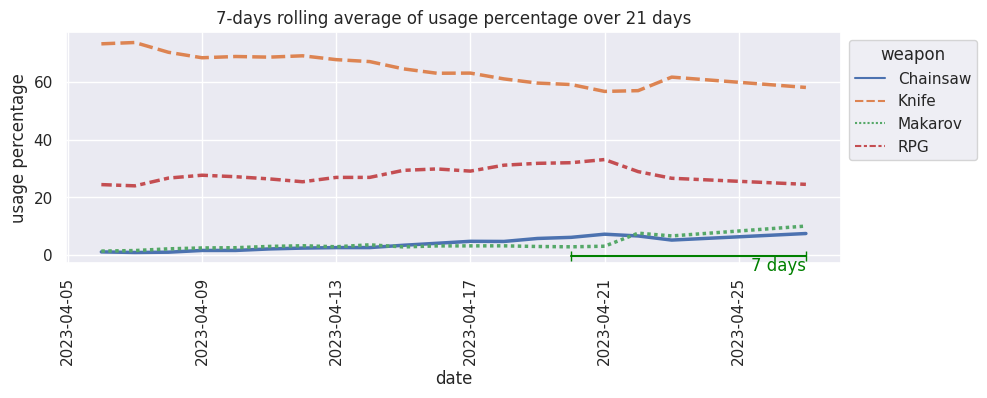 7-days rolling average of usage percentage over 21 days
usage percentage
60
40
20
0
7 days
2023-04-05
2023-04-09
2023-04-13
2023-04-17
2023-04-21
2023-04-25
date
weapon
Chainsaw
Knife
Makarov
RPG